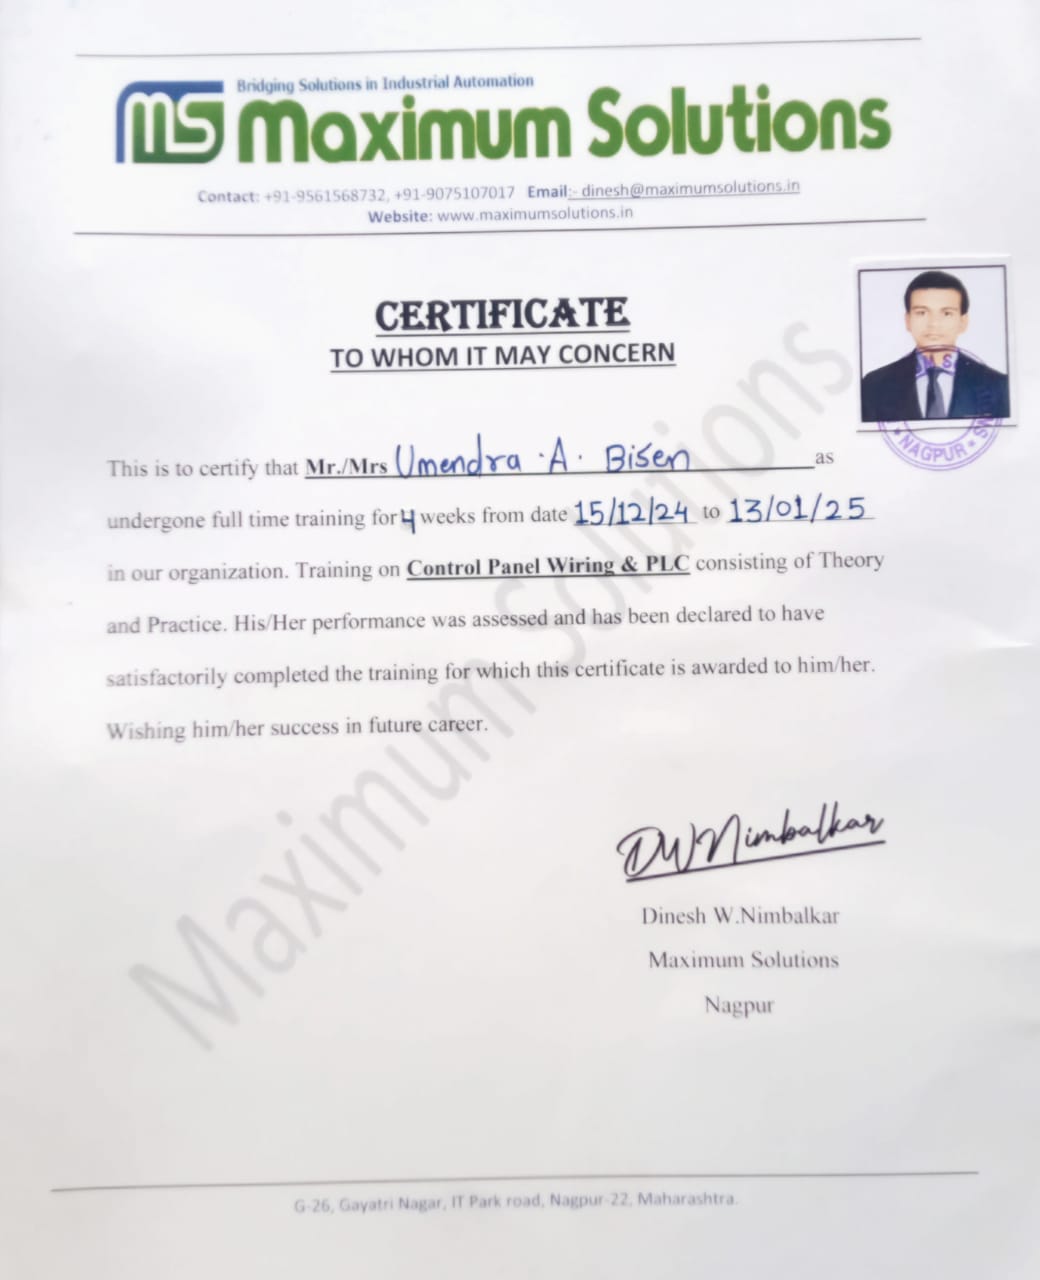 Bridging Solutions in Industrial Automation
ms Maximum Solutions
Contact: +91-9561568732, +91-9075107017 Email:- dinesh@maximumsolutions.in
Website: www.maximumsolutions.in
CERTIFICATE
TO WHOM IT MAY CONCERN
NAGPUR
This is to certify that Mr./Mrs Umendra .A. Bisen as
undergone full time training for 4 weeks from date 15/12/24 to 13/01/25
in our organization. Training on Control Panel Wiring & PLC consisting of Theory
and Practice. His/Her performance was assessed and has been declared to have
satisfactorily completed the training for which this certificate is awarded to him/her.
Wishing him/her success in future career.
Maximum Solutions
DWNimbalkar
Dinesh W.Nimbalkar
Maximum Solutions
Nagpur
G-26, Gayatri Nagar, IT Park road, Nagpur-22, Maharashtra.